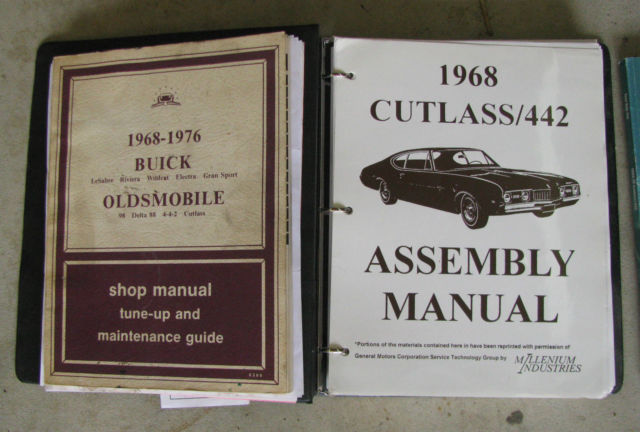 1968-1976
BUICK
LeSabre Riviera Wildcat Electra Gran Sport
OLDSMOBILE
98 Delta 88 4-4-2 Cutlass
shop manual
tune-up and
maintenance guide
1968
CUTLASS/442
ASSEMBLY
MANUAL
*Portions of the materials contained here in have been reprinted with permission of
General Motors Corporation Service Technology Group by
MILLENIUM
INDUSTRIES